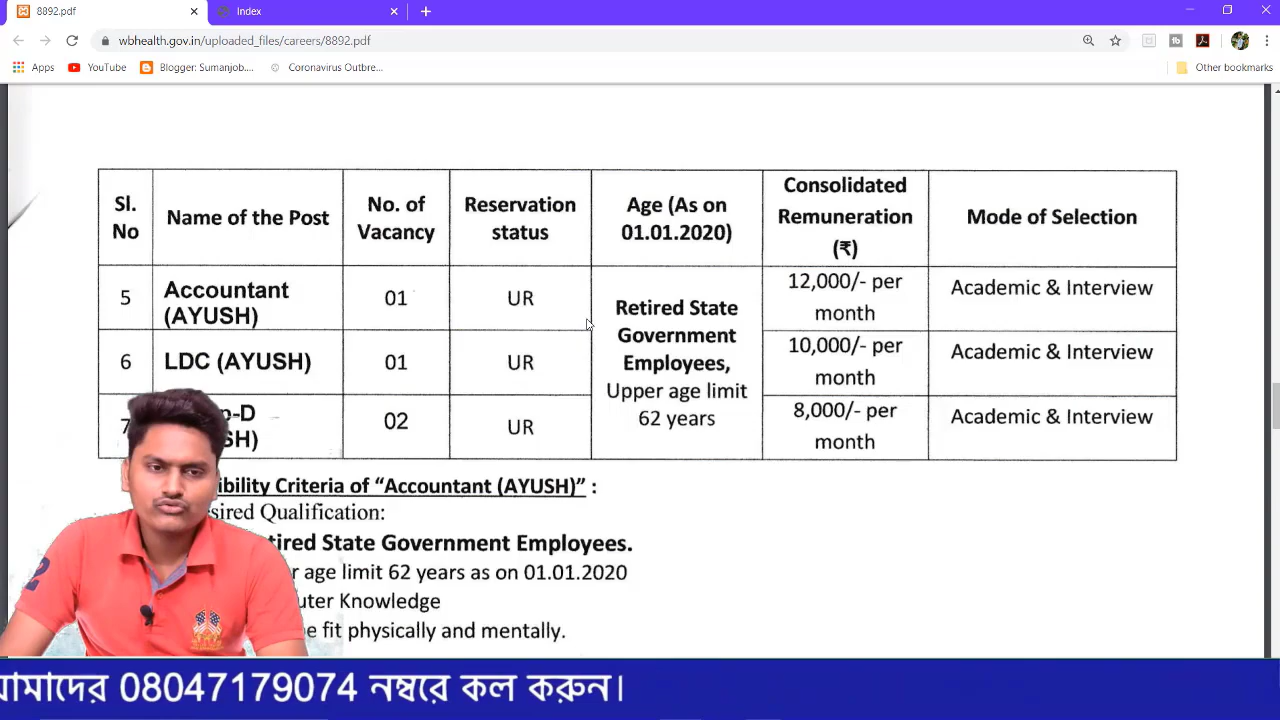 8892.pdf
Index
wbhealth.gov.in/uploaded_files/careers/8892.pdf
Apps
YouTube
Blogger: Sumanjob....
Coronavirus Outbre...
Other bookmarks
Sl. No
Name of the Post
No. of Vacancy
Reservation status
Age (As on 01.01.2020)
Consolidated Remuneration (₹)
Mode of Selection
5
Accountant (AYUSH)
01
UR
Retired State Government Employees, Upper age limit 62 years
12,000/- per month
Academic & Interview
6
LDC (AYUSH)
01
UR
10,000/- per month
Academic & Interview
7
-D
SH)
02
UR
8,000/- per month
Academic & Interview
ibility Criteria of “Accountant (AYUSH)” :
sired Qualification:
tired State Government Employees.
r age limit 62 years as on 01.01.2020
uter Knowledge
e fit physically and mentally.
2
মাদের 08047179074 নম্বরে কল করুন।